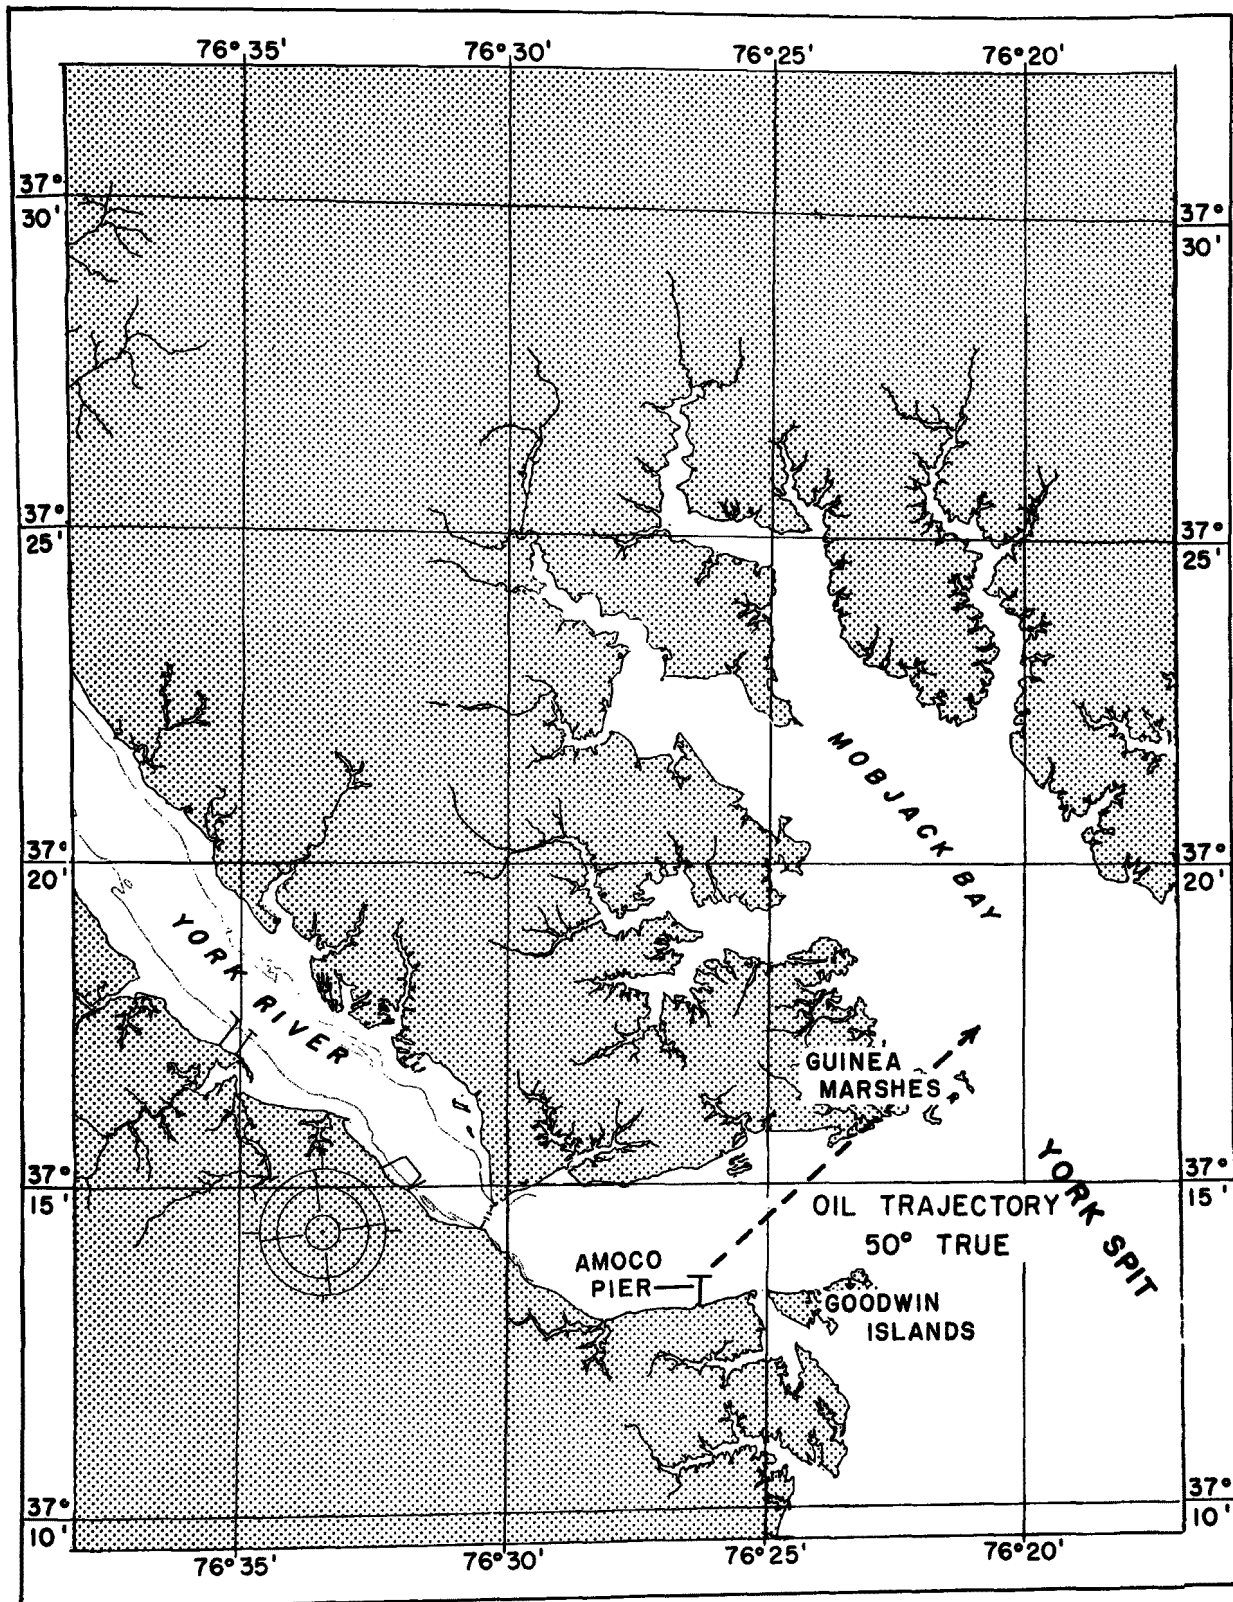 76°35' 76°30' 76°25' 76°20'
37° 30'
37° 30'
37° 25'
37° 25'
MOBJACK BAY
37° 20'
37° 20'
YORK RIVER
GUINEA
MARSHES
37° 15'
37° 15'
YORK SPIT
OIL TRAJECTORY
50° TRUE
AMOCO
PIER
GOODWIN
ISLANDS
37° 10'
37° 10'
76°35' 76°30' 76°25' 76°20'